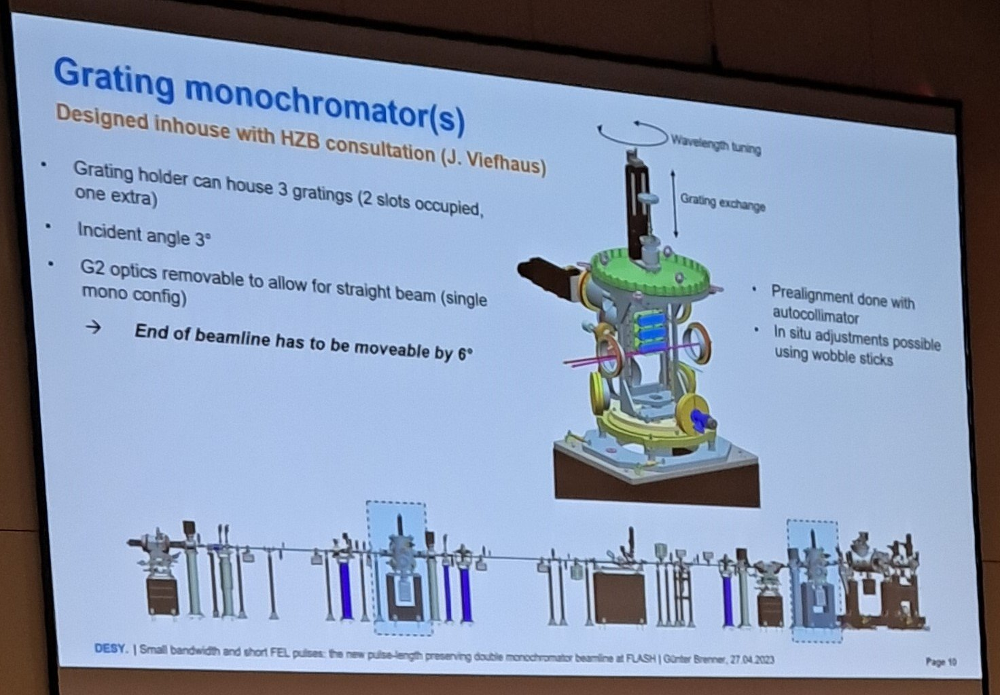 Grating monochromator(s)
Designed inhouse with HZB consultation (J. Viefhaus)
• Grating holder can house 3 gratings (2 slots occupied,
one extra)
• Incident angle 3°
• G2 optics removable to allow for straight beam (single
mono config)
→ End of beamline has to be moveable by 6°
Wavelength tuning
Grating exchange
• Prealignment done with
autocollimator
• In situ adjustments possible
using wobble sticks
DESY. | Small bandwidth and short FEL pulses: the new pulse-length preserving double monochromator beamline at FLASH | Günter Brenner, 27.04.2023
Page 10